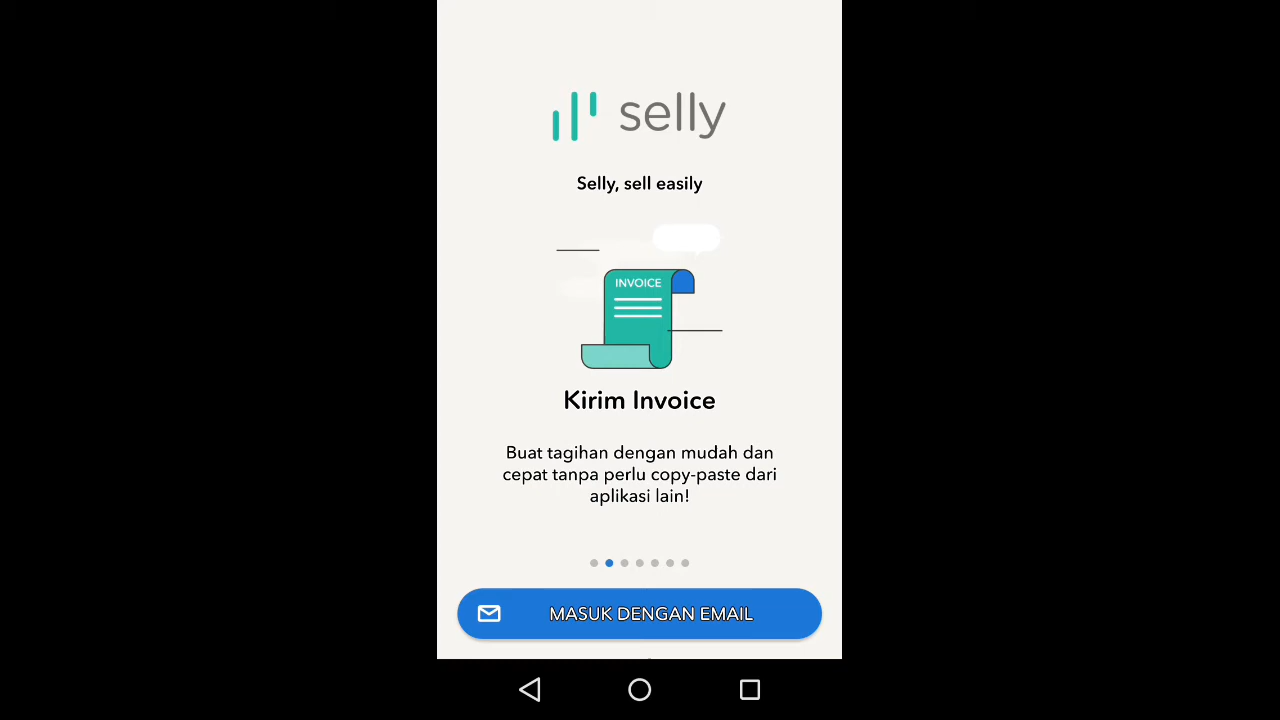 selly
Selly, sell easily
INVOICE
Kirim Invoice
Buat tagihan dengan mudah dan
cepat tanpa perlu copy-paste dari
aplikasi lain!
MASUK DENGAN EMAIL